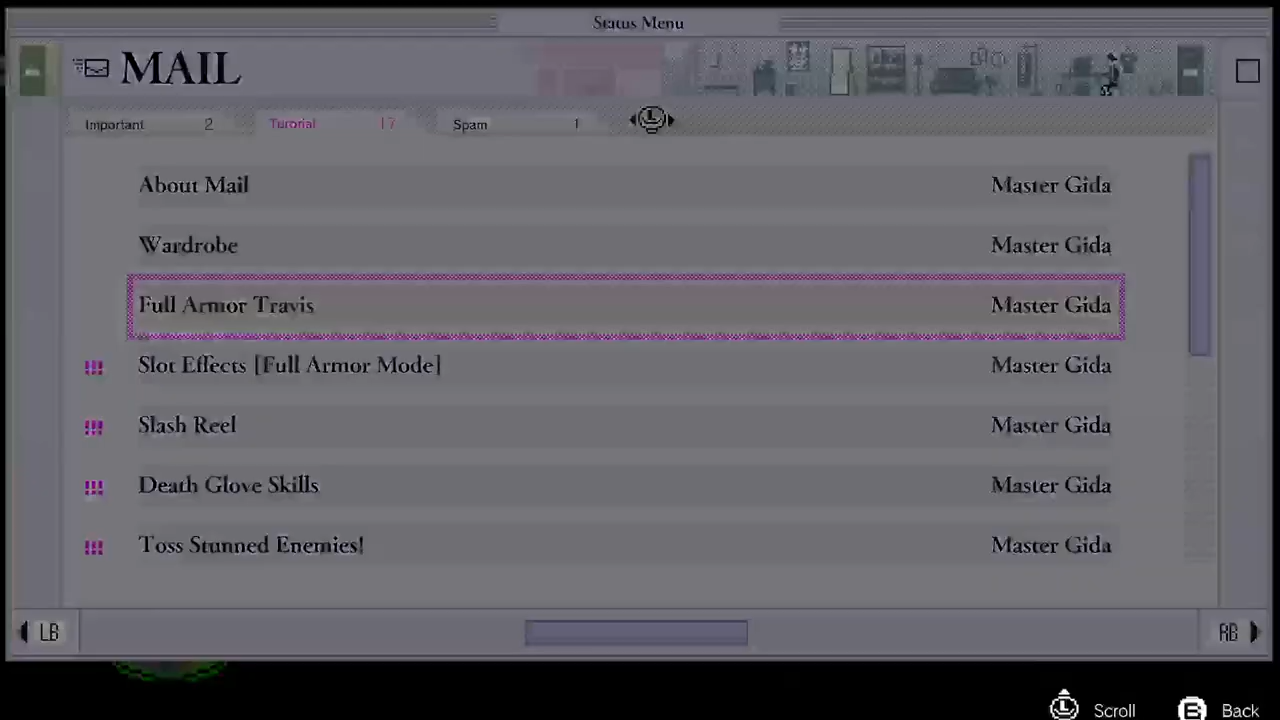 Status Menu
MAIL
Important 2 Tutorial 17 Spam 1
L
About Mail Master Gida
Wardrobe Master Gida
Full Armor Travis Master Gida
!!! Slot Effects [Full Armor Mode] Master Gida
!!! Slash Reel Master Gida
!!! Death Glove Skills Master Gida
!!! Toss Stunned Enemies! Master Gida
LB RB
L Scroll B Back